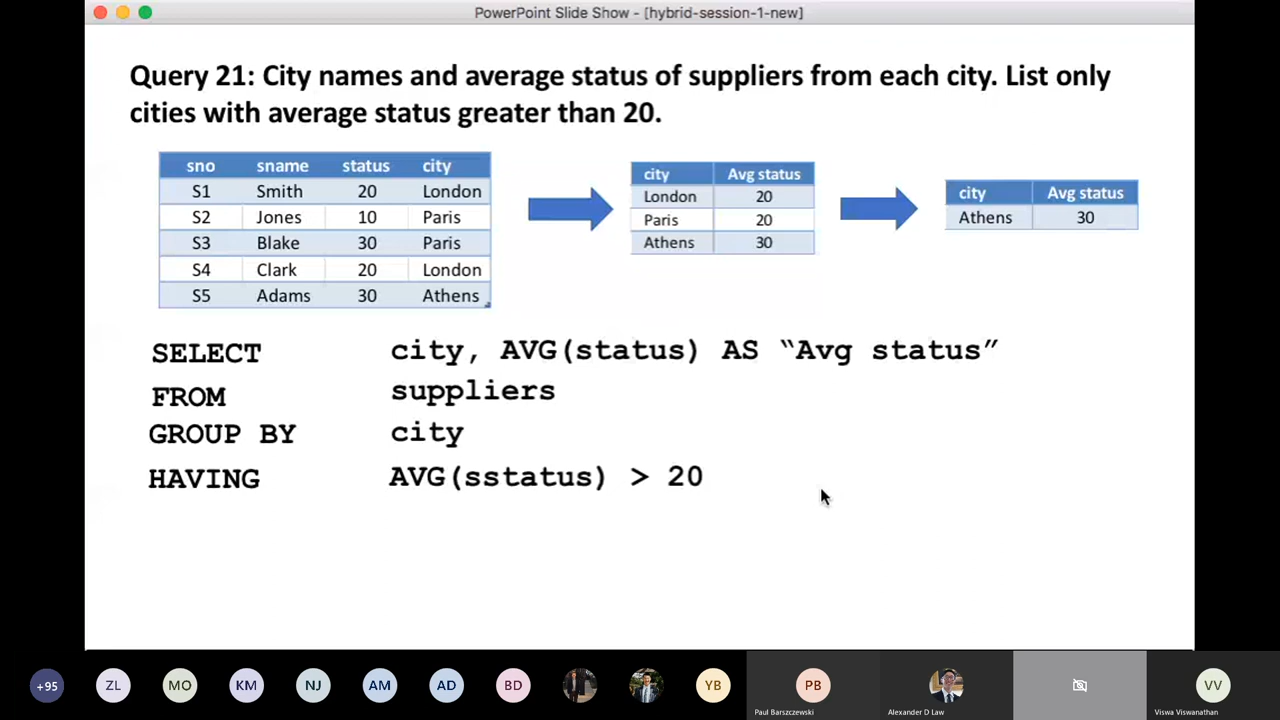 PowerPoint Slide Show - [hybrid-session-1-new]
Query 21: City names and average status of suppliers from each city. List only
cities with average status greater than 20.
sno sname status city
S1 Smith 20 London
S2 Jones 10 Paris
S3 Blake 30 Paris
S4 Clark 20 London
S5 Adams 30 Athens
city Avg status
London 20
Paris 20
Athens 30
city Avg status
Athens 30
SELECT city, AVG(status) AS “Avg status”
FROM suppliers
GROUP BY city
HAVING AVG(sstatus) > 20
+95 ZL MO KM NJ AM AD BD YB PB VV
Paul Barszczewski Alexander D Law Viswa Viswanathan